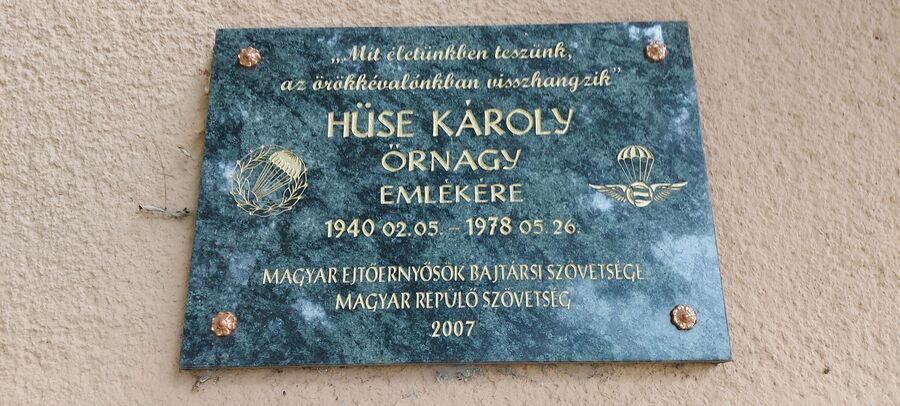 „Mit életünkben teszünk,
az örökkévalónkban visszhangzik"
HÜSE KÁROLY
ŐRNAGY
EMLÉKÉRE
1940 02.05. – 1978 05.26.
MAGYAR EJTŐERNYŐSÖK BAJTÁRSI SZÖVETSÉGE
MAGYAR REPÜLŐ SZÖVETSÉG
2007